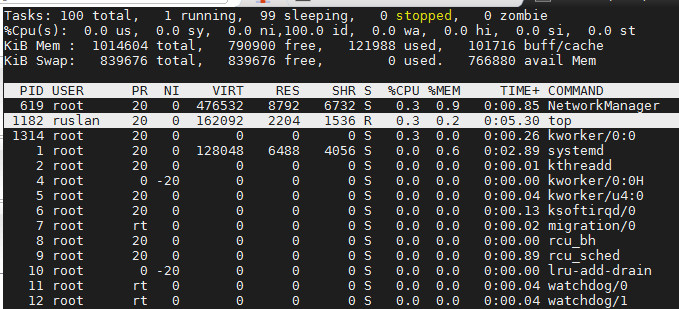 Tasks: 100 total,   1 running,  99 sleeping,   0 stopped,   0 zombie
%Cpu(s):  0.0 us,  0.0 sy,  0.0 ni,100.0 id,  0.0 wa,  0.0 hi,  0.0 si,  0.0 st
KiB Mem :  1014604 total,   790900 free,   121988 used,   101716 buff/cache
KiB Swap:   839676 total,   839676 free,        0 used.   766880 avail Mem
PID USER      PR  NI    VIRT    RES    SHR S  %CPU %MEM     TIME+ COMMAND
619 root      20   0  476532   8792   6732 S   0.3  0.9   0:00.85 NetworkManager
1182 ruslan    20   0  162092   2204   1536 R   0.3  0.2   0:05.30 top
1314 root      20   0       0      0      0 S   0.3  0.0   0:00.26 kworker/0:0
1 root      20   0  128048   6488   4056 S   0.0  0.6   0:02.89 systemd
2 root      20   0       0      0      0 S   0.0  0.0   0:00.01 kthreadd
4 root       0 -20       0      0      0 S   0.0  0.0   0:00.00 kworker/0:0H
5 root      20   0       0      0      0 S   0.0  0.0   0:00.04 kworker/u4:0
6 root      20   0       0      0      0 S   0.0  0.0   0:00.13 ksoftirqd/0
7 root      rt   0       0      0      0 S   0.0  0.0   0:00.02 migration/0
8 root      20   0       0      0      0 S   0.0  0.0   0:00.00 rcu_bh
9 root      20   0       0      0      0 S   0.0  0.0   0:00.89 rcu_sched
10 root       0 -20       0      0      0 S   0.0  0.0   0:00.00 lru-add-drain
11 root      rt   0       0      0      0 S   0.0  0.0   0:00.04 watchdog/0
12 root      rt   0       0      0      0 S   0.0  0.0   0:00.04 watchdog/1